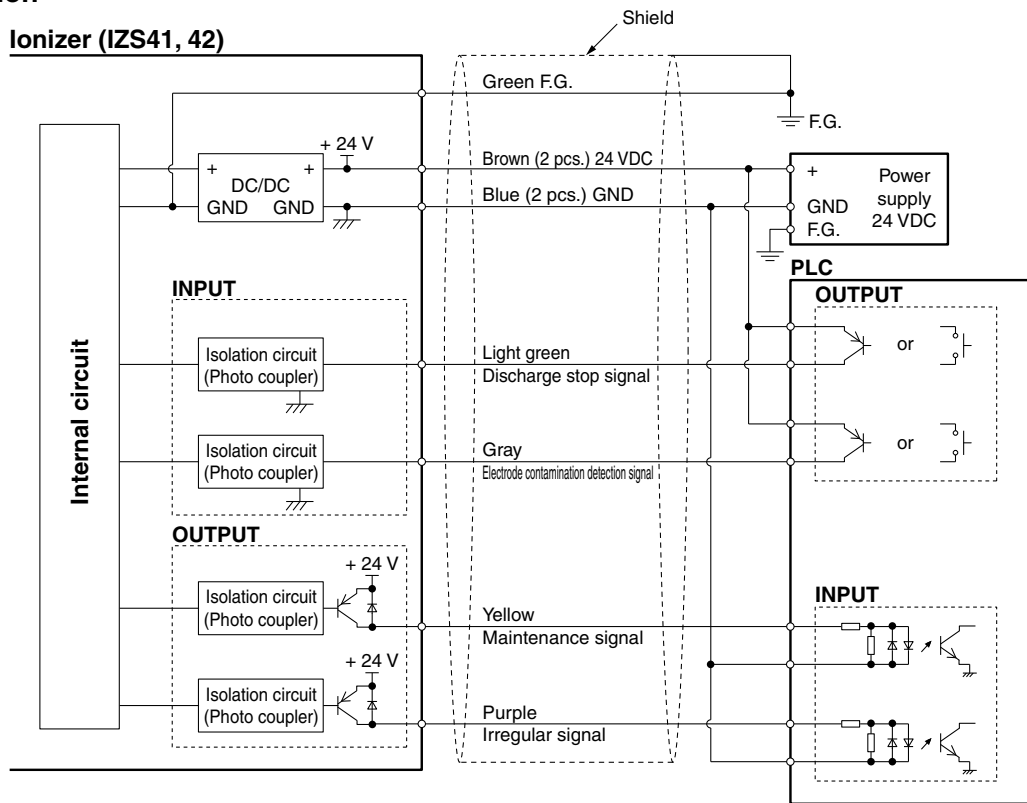 Shield
Ionizer (IZS41, 42)
Green F.G.
F.G.
+ 24 V
Brown (2 pcs.) 24 VDC
+ +
DC/DC
GND GND
Blue (2 pcs.) GND
+
GND
F.G.
Power
supply
24 VDC
PLC
INPUT
OUTPUT
Internal circuit
Isolation circuit
(Photo coupler)
Light green
Discharge stop signal
or
Isolation circuit
(Photo coupler)
Gray
Electrode contamination detection signal
or
OUTPUT
+ 24 V
Isolation circuit
(Photo coupler)
Yellow
Maintenance signal
INPUT
+ 24 V
Isolation circuit
(Photo coupler)
Purple
Irregular signal